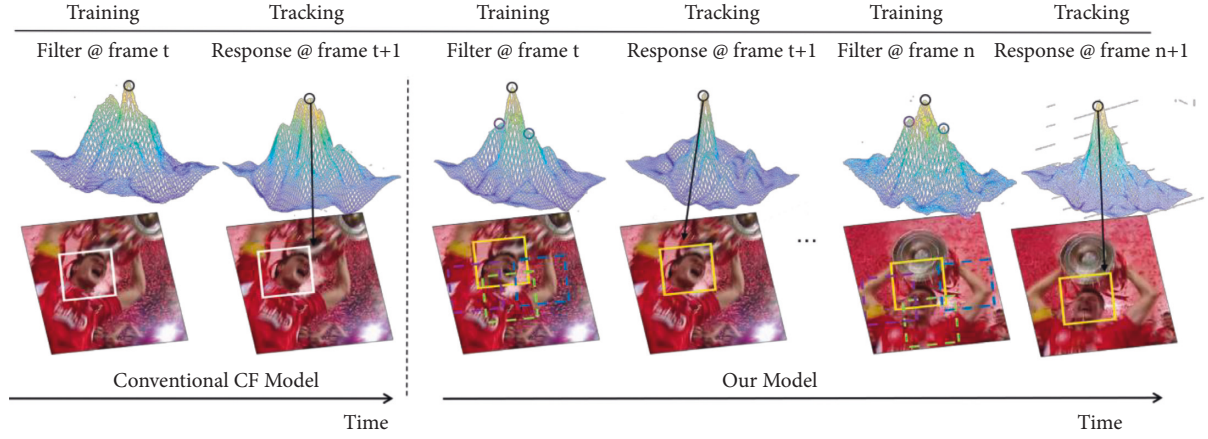 Training Tracking Training Tracking Training Tracking
Filter @ frame t Response @ frame t+1 Filter @ frame t Response @ frame t+1 Filter @ frame n Response @ frame n+1
...
Conventional CF Model Our Model
Time Time